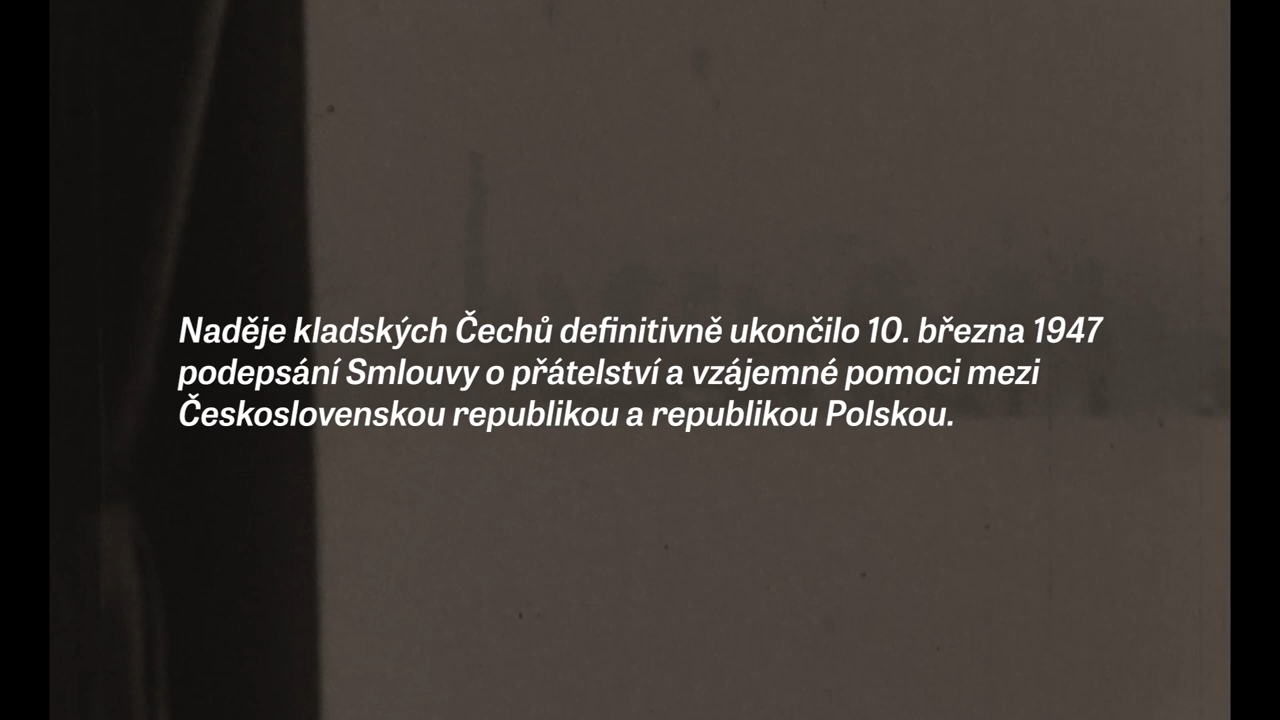 Naděje kladských Čechů definitivně ukončilo 10. března 1947
podepsání Smlouvy o přátelství a vzájemné pomoci mezi
Československou republikou a republikou Polskou.